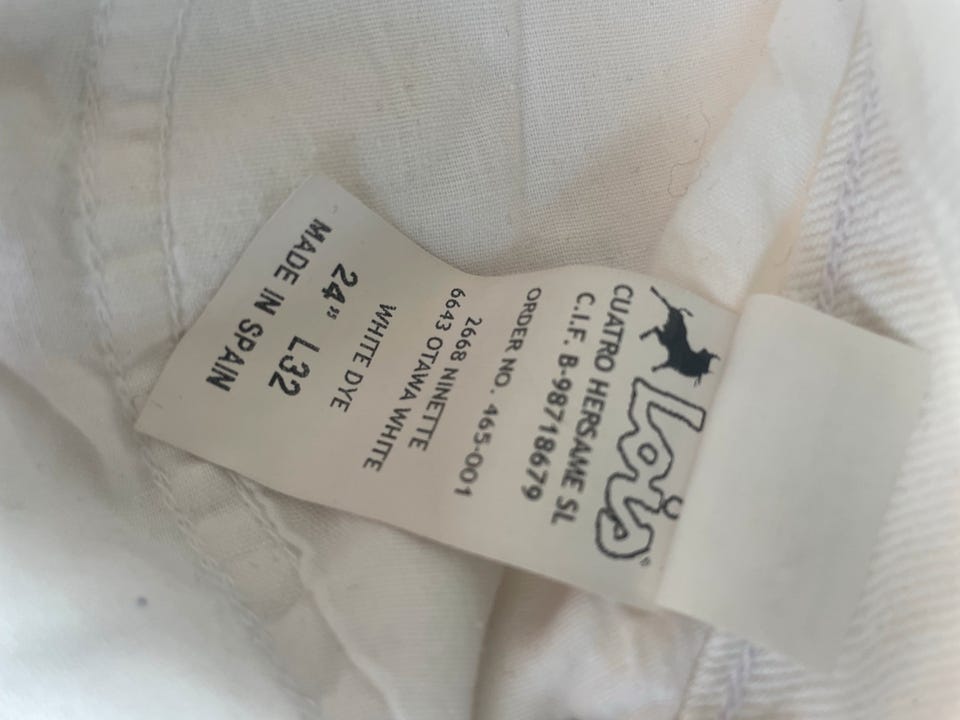 Lois®
CUATRO HERSAME SL
C.I.F. B-98718679
ORDER NO. 465-001
2668 NINETTE
6643 OTAWA WHITE
WHITE DYE
24" L32
MADE IN SPAIN